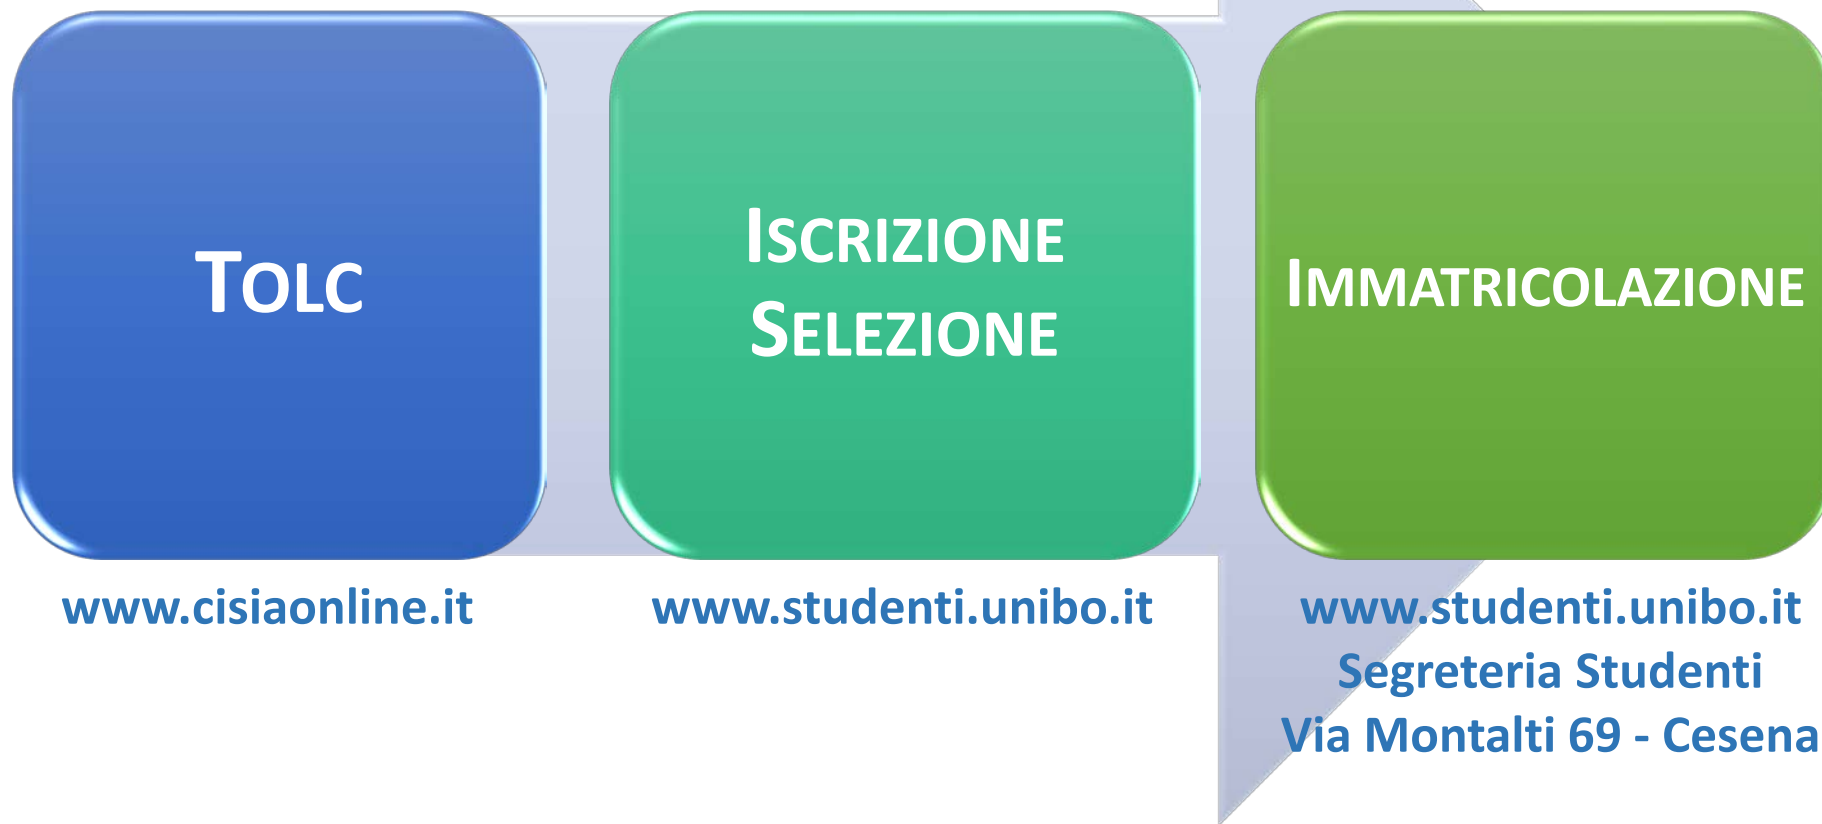 TOLC
ISCRIZIONE
SELEZIONE
IMMATRICOLAZIONE
www.cisiaonline.it
www.studenti.unibo.it
www.studenti.unibo.it
Segreteria Studenti
Via Montalti 69 - Cesena